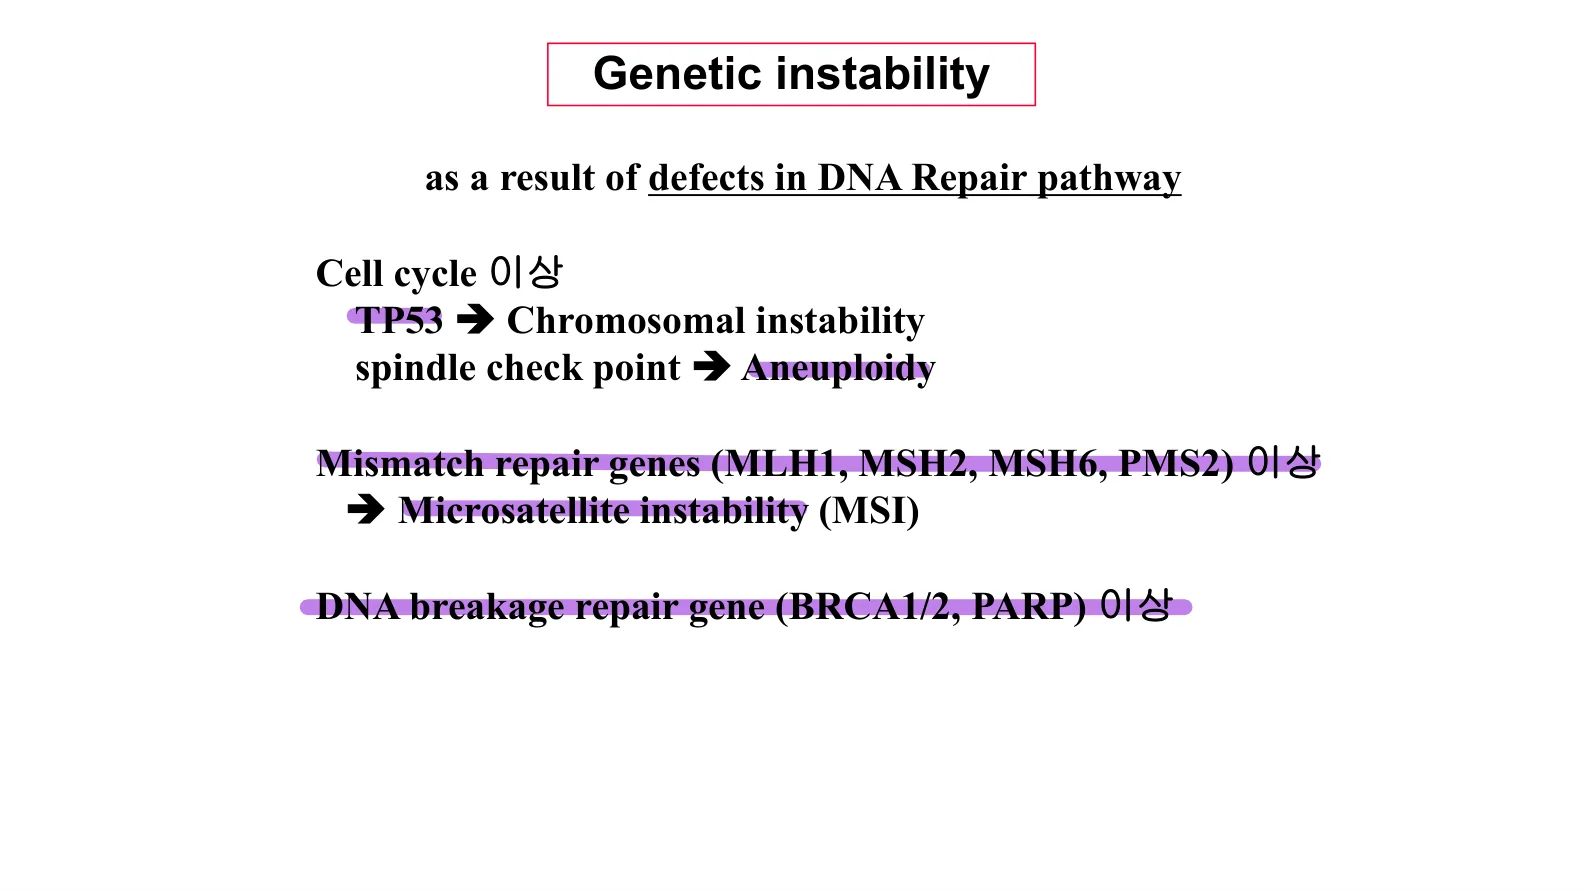 Genetic instability
as a result of defects in DNA Repair pathway
Cell cycle 이상
TP53 ➔ Chromosomal instability
spindle check point ➔ Aneuploidy
Mismatch repair genes (MLH1, MSH2, MSH6, PMS2) 이상
➔ Microsatellite instability (MSI)
DNA breakage repair gene (BRCA1/2, PARP) 이상